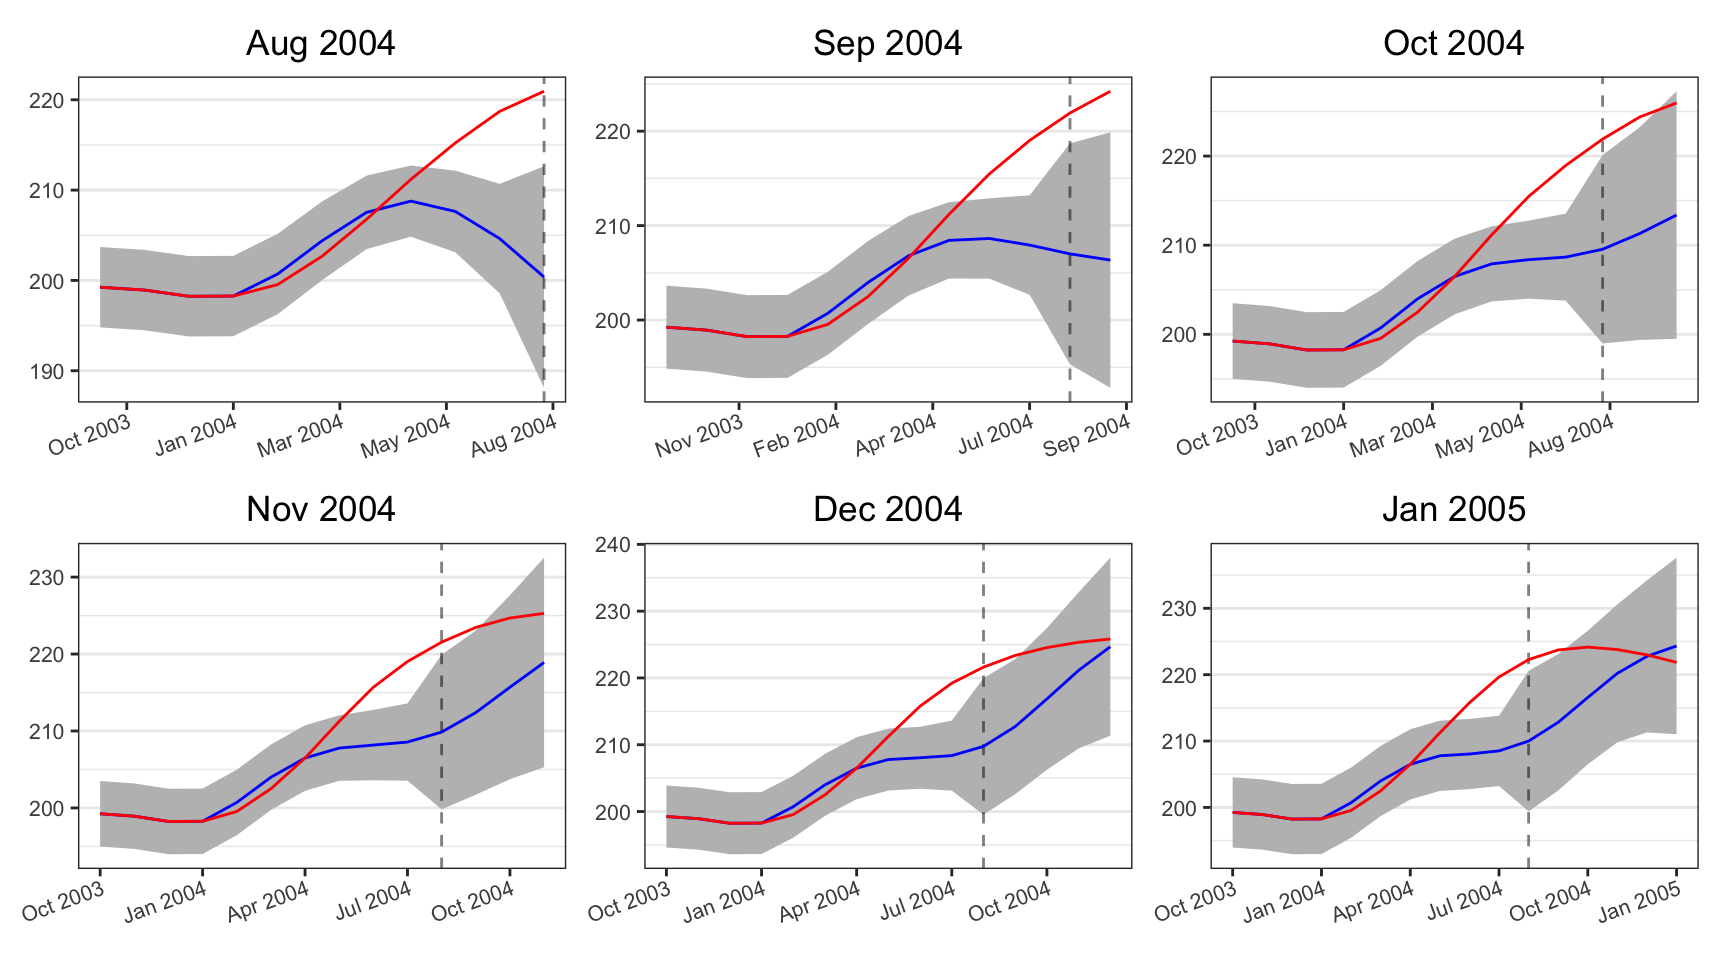 Aug 2004
Sep 2004
Oct 2004
220
210
200
190
Oct 2003
Jan 2004
Mar 2004
May 2004
Aug 2004
220
210
200
Nov 2003
Feb 2004
Apr 2004
Jul 2004
Sep 2004
220
210
200
Oct 2003
Jan 2004
Mar 2004
May 2004
Aug 2004
Nov 2004
Dec 2004
Jan 2005
230
220
210
200
Oct 2003
Jan 2004
Apr 2004
Jul 2004
Oct 2004
240
230
220
210
200
Oct 2003
Jan 2004
Apr 2004
Jul 2004
Oct 2004
230
220
210
200
Oct 2003
Jan 2004
Apr 2004
Jul 2004
Oct 2004
Jan 2005